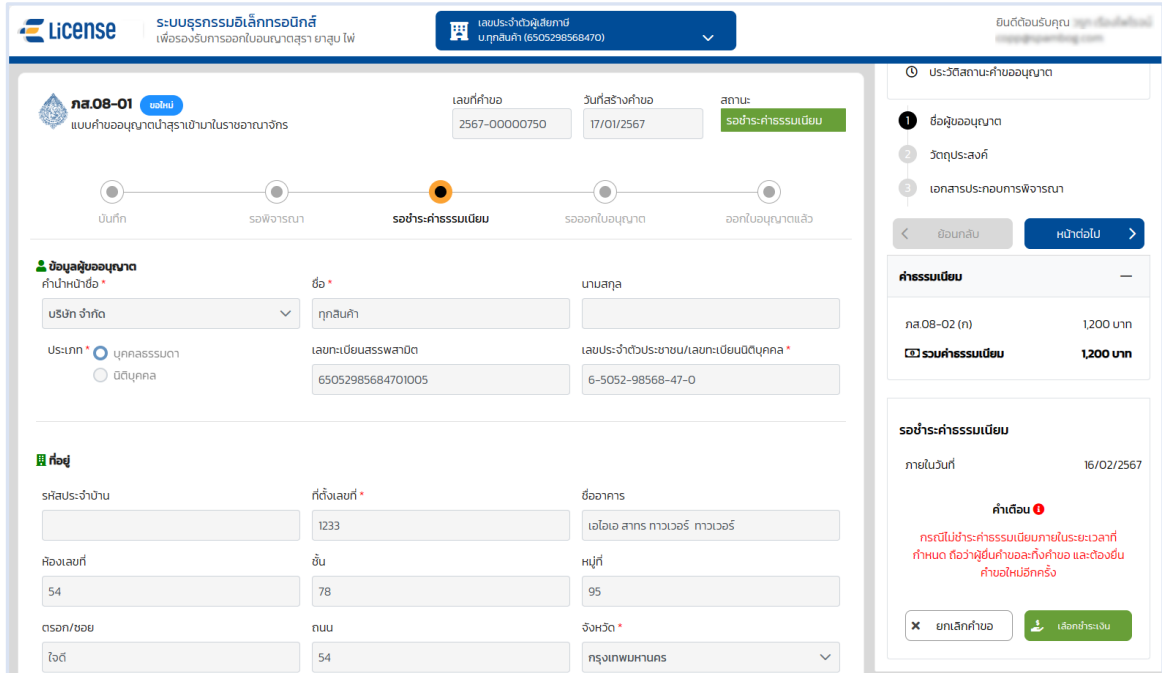 LiCENSE
ระบบธุรกรรมอิเล็กทรอนิกส์
เพื่อรองรับการออกใบอนุญาตสุรา ยาสูบ ไพ่
เลขประจำตัวผู้เสียภาษี
บ.ทุกสินค้า (6505298568470)
ยินดีต้อนรับคุณ
ภส.08-01 ขอใหม่
แบบคำขออนุญาตนำสุราเข้ามาในราชอาณาจักร
เลขที่คำขอ วันที่สร้างคำขอ สถานะ
2567-00000750 17/01/2567 รอชำระค่าธรรมเนียม
บันทึก รอพิจารณา รอชำระค่าธรรมเนียม รอออกใบอนุญาต ออกใบอนุญาตแล้ว
ข้อมูลผู้ขออนุญาต
คำนำหน้าชื่อ * ชื่อ * นามสกุล
บริษัท จำกัด ทุกสินค้า
ประเภท * บุคคลธรรมดา
นิติบุคคล
เลขทะเบียนสรรพสามิต เลขประจำตัวประชาชน/เลขทะเบียนนิติบุคคล *
65052985684701005 6-5052-98568-47-0
ที่อยู่
รหัสประจำบ้าน ที่ตั้งเลขที่ * ชื่ออาคาร
1233 เอไอเอ สาทร ทาวเวอร์ ทาวเวอร์
ห้องเลขที่ ชั้น หมู่ที่
54 78 95
ตรอก/ซอย ถนน จังหวัด *
ใจดี 54 กรุงเทพมหานคร
ประวัติสถานะคำขออนุญาต
1 ชื่อผู้ขออนุญาต
2 วัตถุประสงค์
3 เอกสารประกอบการพิจารณา
ย้อนกลับ หน้าต่อไป
ค่าธรรมเนียม
ภส.08-02 (ก) 1,200 บาท
รวมค่าธรรมเนียม 1,200 บาท
รอชำระค่าธรรมเนียม
ภายในวันที่ 16/02/2567
คำเตือน
กรณีไม่ชำระค่าธรรมเนียมภายในระยะเวลาที่
กำหนด ถือว่าผู้ยื่นคำขอละทิ้งคำขอ และต้องยื่น
คำขอใหม่อีกครั้ง
ยกเลิกคำขอ เลือกชำระเงิน